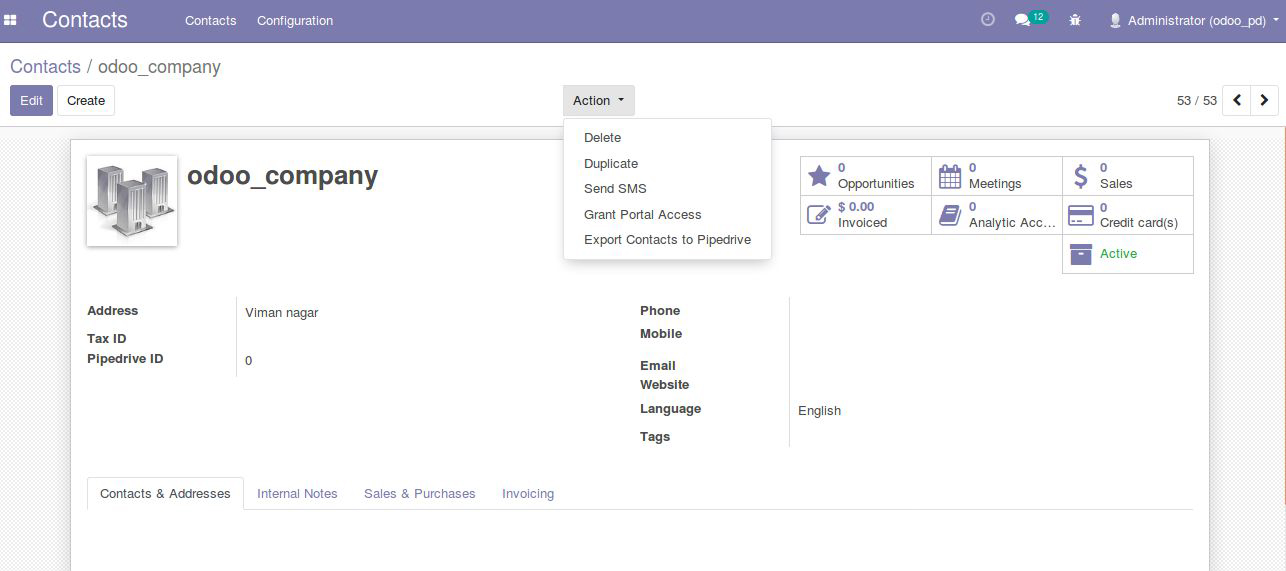 Contacts Contacts Configuration 12 Administrator (odoo_pd)
Contacts / odoo_company
Edit Create Action 53 / 53
Delete
Duplicate
Send SMS
Grant Portal Access
Export Contacts to Pipedrive
odoo_company
0 Opportunities
0 Meetings
0 Sales
$ 0.00 Invoiced
0 Analytic Acc...
0 Credit card(s)
Active
Address Viman nagar
Tax ID
Pipedrive ID 0
Phone
Mobile
Email
Website
Language English
Tags
Contacts & Addresses Internal Notes Sales & Purchases Invoicing